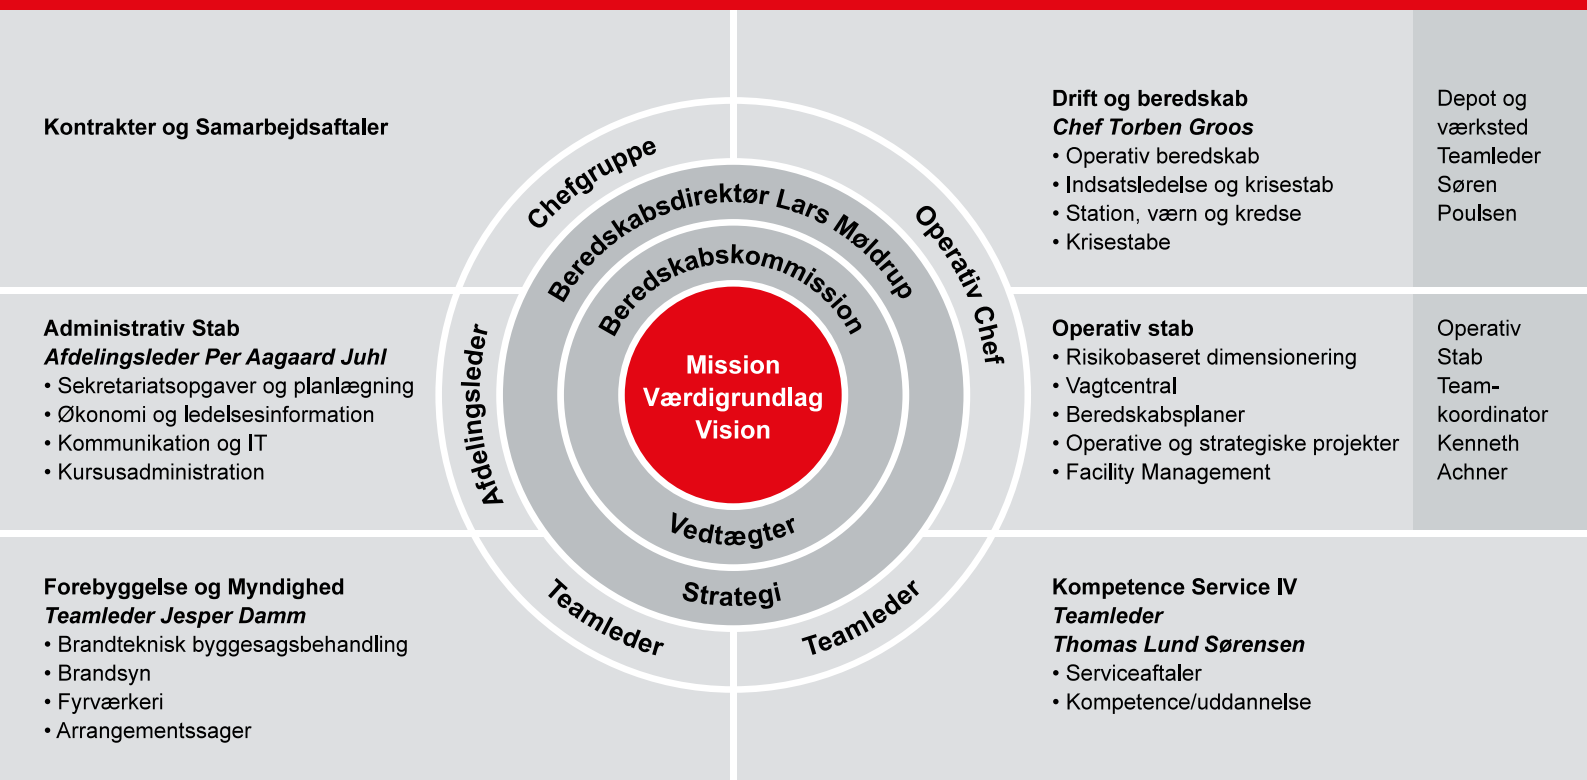 Kontrakter og Samarbejdsaftaler
Administrativ Stab
Afdelingsleder Per Aagaard Juhl
• Sekretariatsopgaver og planlægning
• Økonomi og ledelsesinformation
• Kommunikation og IT
• Kursusadministration
Forebyggelse og Myndighed
Teamleder Jesper Damm
• Brandteknisk byggesagsbehandling
• Brandsyn
• Fyrværkeri
• Arrangementssager
Chefgruppe
Operativ Chef
Afdelingsleder
Teamleder
Teamleder
Beredskabsdirektør Lars Møldrup
Strategi
Beredskabskommission
Vedtægter
Mission
Værdigrundlag
Vision
Drift og beredskab
Chef Torben Groos
• Operativ beredskab
• Indsatsledelse og krisestab
• Station, værn og kredse
• Krisestabe
Depot og
værksted
Teamleder
Søren
Poulsen
Operativ stab
• Risikobaseret dimensionering
• Vagtcentral
• Beredskabsplaner
• Operative og strategiske projekter
• Facility Management
Operativ
Stab
Team-
koordinator
Kenneth
Achner
Kompetence Service IV
Teamleder
Thomas Lund Sørensen
• Serviceaftaler
• Kompetence/uddannelse